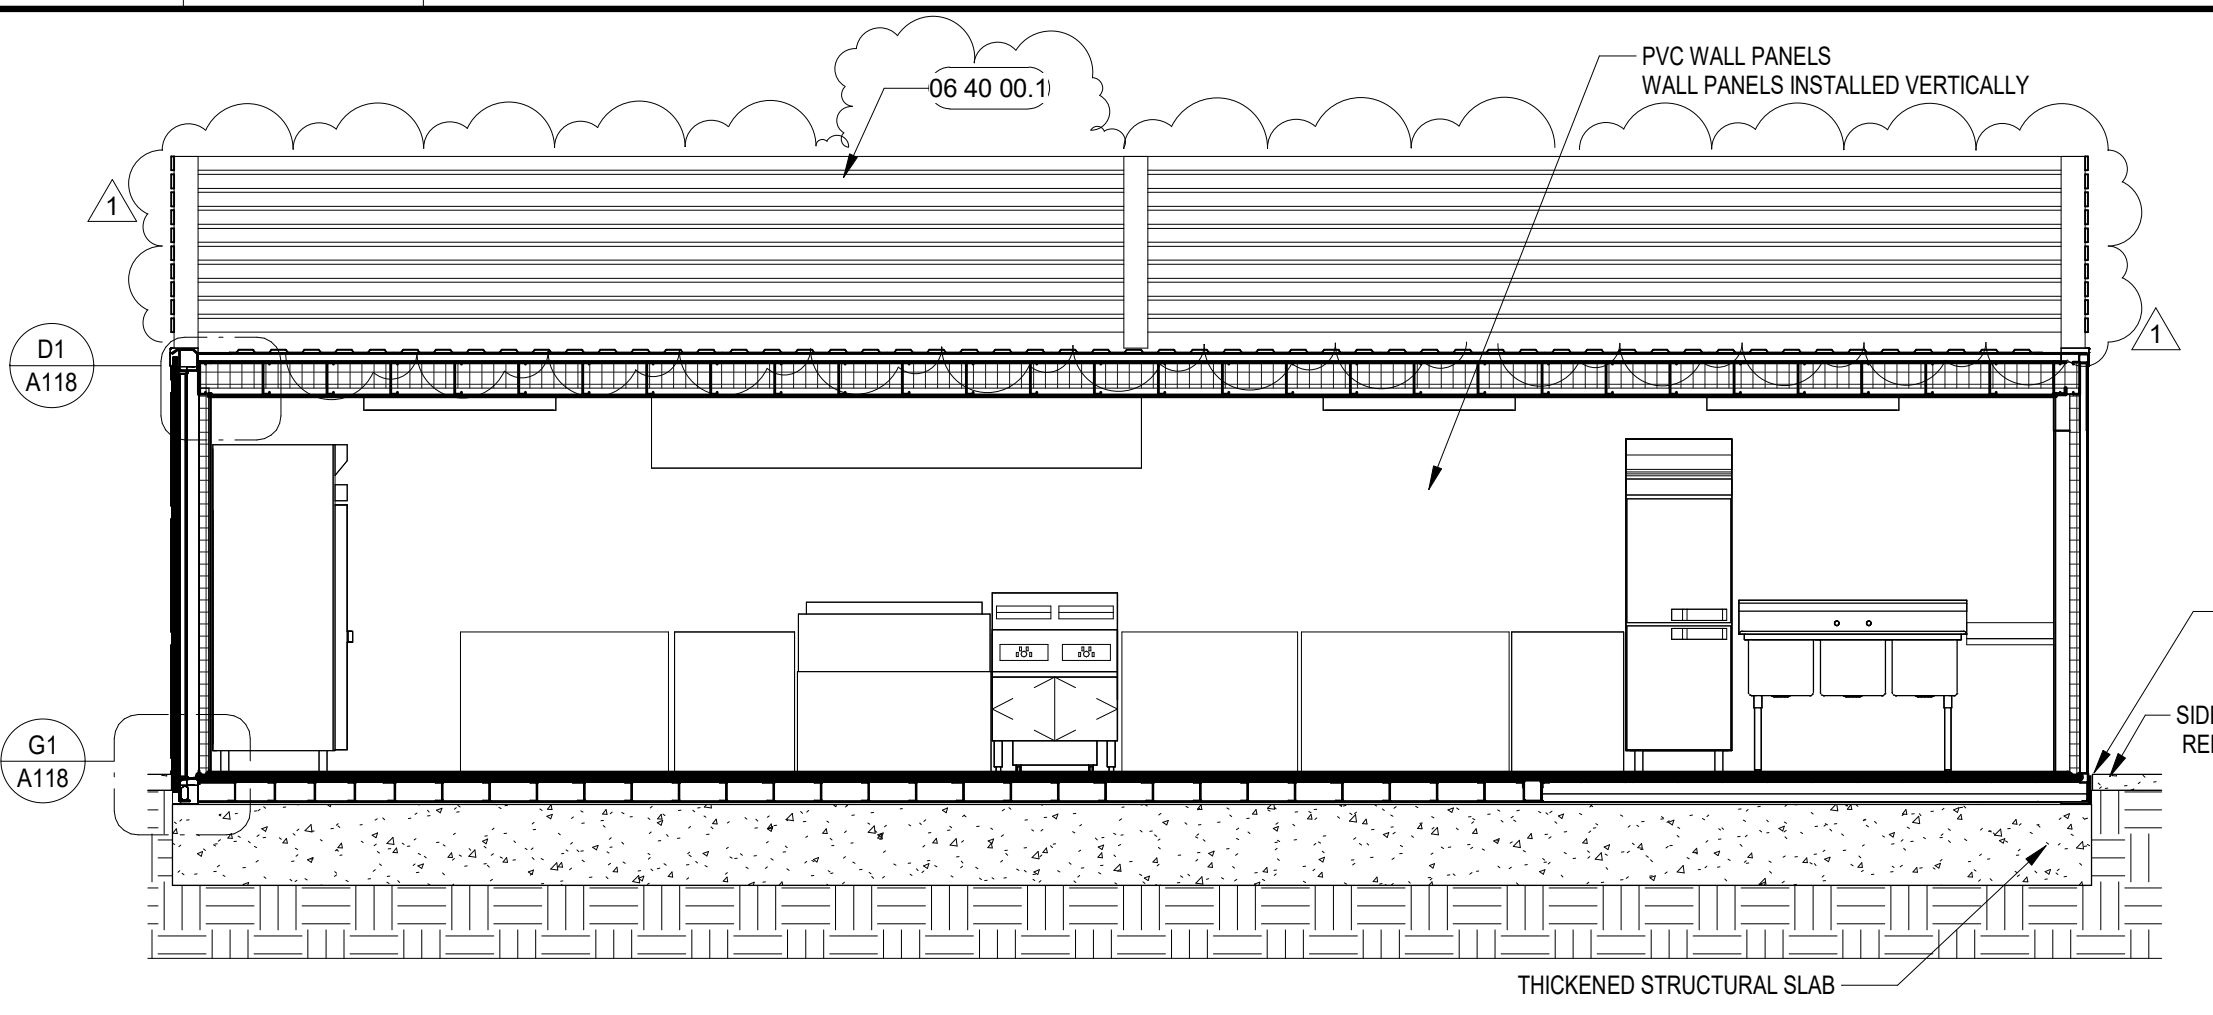 06 40 00.1
PVC WALL PANELS
WALL PANELS INSTALLED VERTICALLY
1
1
D1
A118
G1
A118
THICKENED STRUCTURAL SLAB